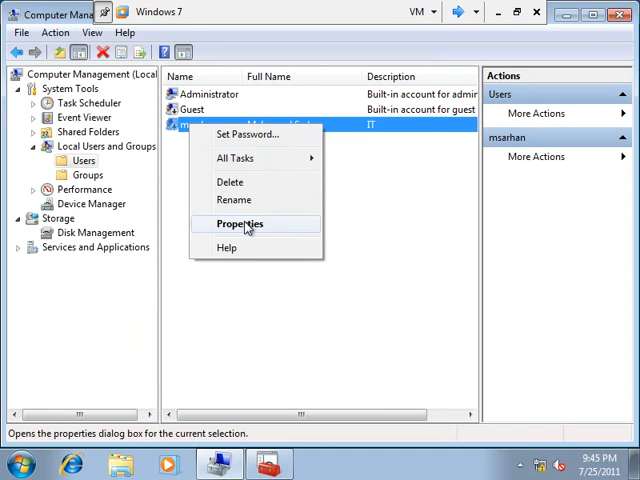 Computer Mana
Windows 7
VM
File Action View Help
Computer Management (Local
System Tools
Task Scheduler
Event Viewer
Shared Folders
Local Users and Groups
Users
Groups
Performance
Device Manager
Storage
Disk Management
Services and Applications
Name Full Name Description
Administrator Built-in account for admin
Guest Built-in account for guest
IT
Set Password...
All Tasks
Delete
Rename
Properties
Help
Actions
Users
More Actions
msarhan
More Actions
Opens the properties dialog box for the current selection.
9:45 PM
7/25/2011